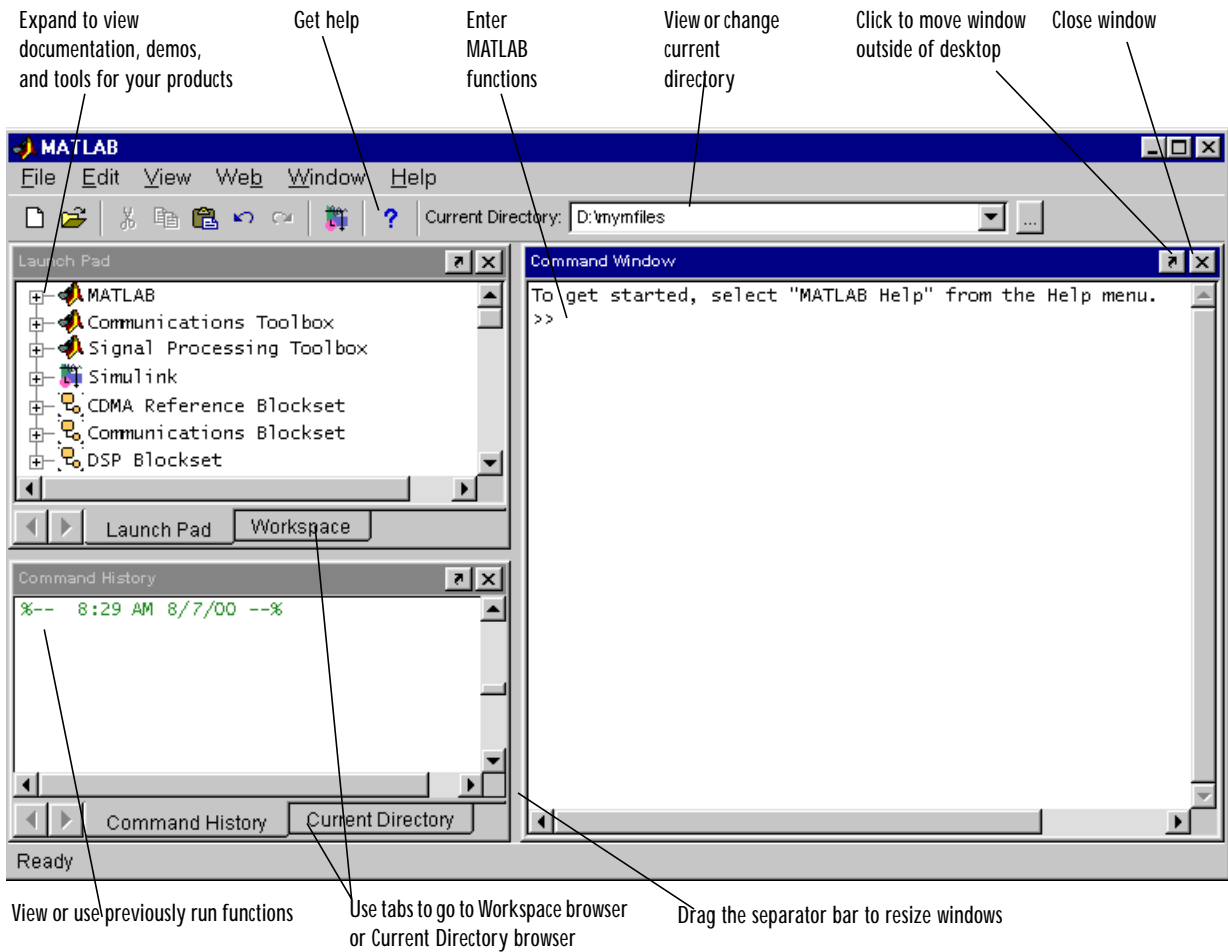 Expand to view
documentation, demos,
and tools for your products
Get help
Enter
MATLAB
functions
View or change
current
directory
Click to move window
outside of desktop
Close window
MATLAB
File Edit View Web Window Help
? Current Directory: D:\mymfiles ...
Launch Pad
MATLAB
Communications Toolbox
Signal Processing Toolbox
Simulink
CDMA Reference Blockset
Communications Blockset
DSP Blockset
Launch Pad Workspace
Command History
%-- 8:29 AM 8/7/00 --%
Command History Current Directory
Command Window
To get started, select "MATLAB Help" from the Help menu.
>>
Ready
View or use previously run functions
Use tabs to go to Workspace browser
or Current Directory browser
Drag the separator bar to resize windows